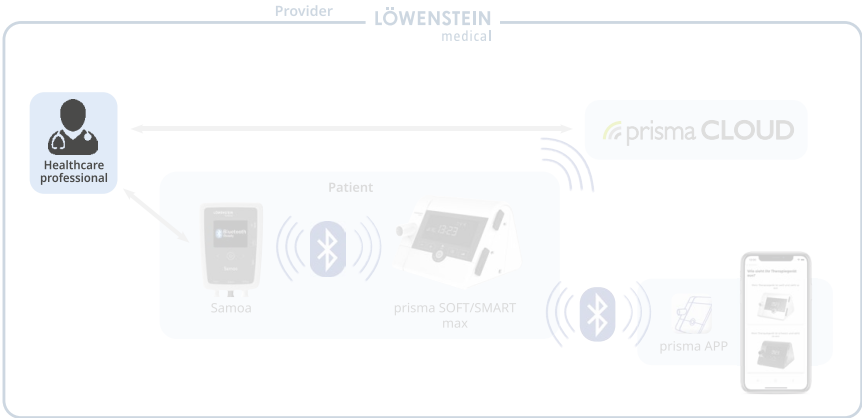 Provider
LÖWENSTEIN
medical
Healthcare
professional
prisma CLOUD
Patient
Samoa
prisma SOFT/SMART
max
prisma APP